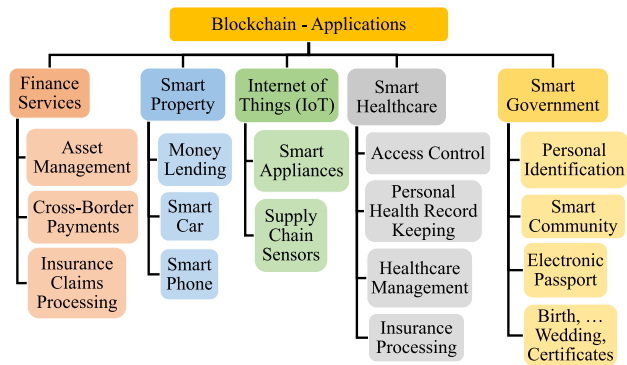 Blockchain - Applications
Finance
Services
Asset
Management
Cross-Border
Payments
Insurance
Claims
Processing
Smart
Property
Money
Lending
Smart
Car
Smart
Phone
Internet of
Things (IoT)
Smart
Appliances
Supply
Chain
Sensors
Smart
Healthcare
Access Control
Personal
Health Record
Keeping
Healthcare
Management
Insurance
Processing
Smart
Government
Personal
Identification
Smart
Community
Electronic
Passport
Birth, …
Wedding,
Certificates